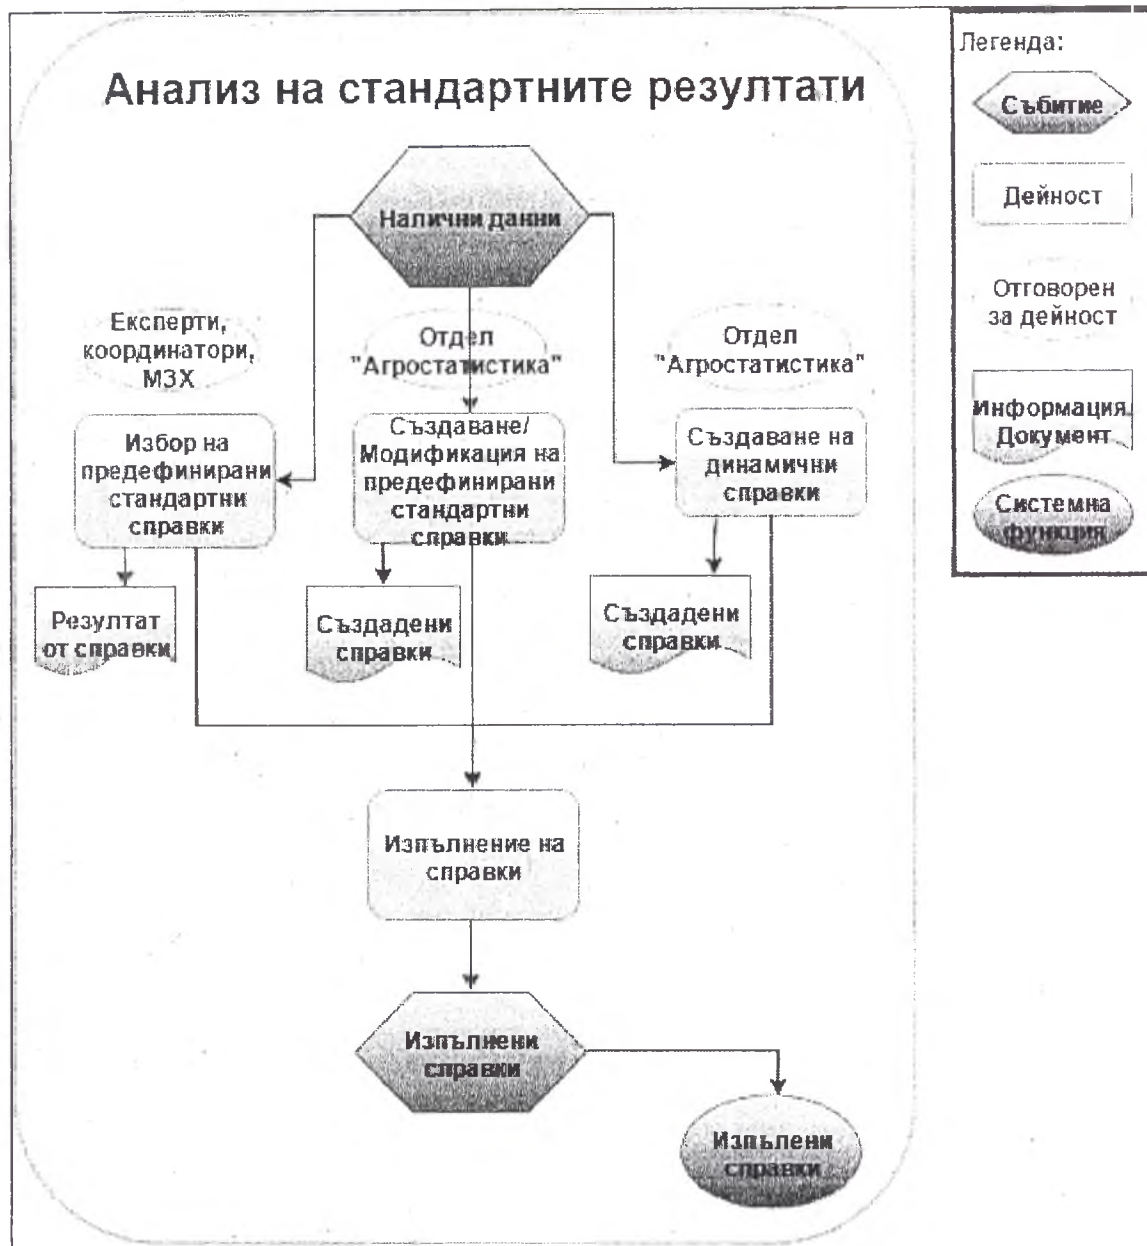 Анализ на стандартните резултати
Налични данни
Експерти,
координатори,
МЗХ
Отдел
"Агростатистика"
Отдел
"Агростатистика"
Избор на
предефинирани
стандартни
справки
Създаване/
Модификация на
предефинирани
стандартни
справки
Създаване на
динамични
справки
Резултат
от справки
Създадени
справки
Създадени
справки
Изпълнение на
справки
Изпълнени
справки
Изпълени
справки
Легенда:
Събитие
Дейност
Отговорен
за дейност
Информация
Документ
Системна
функция